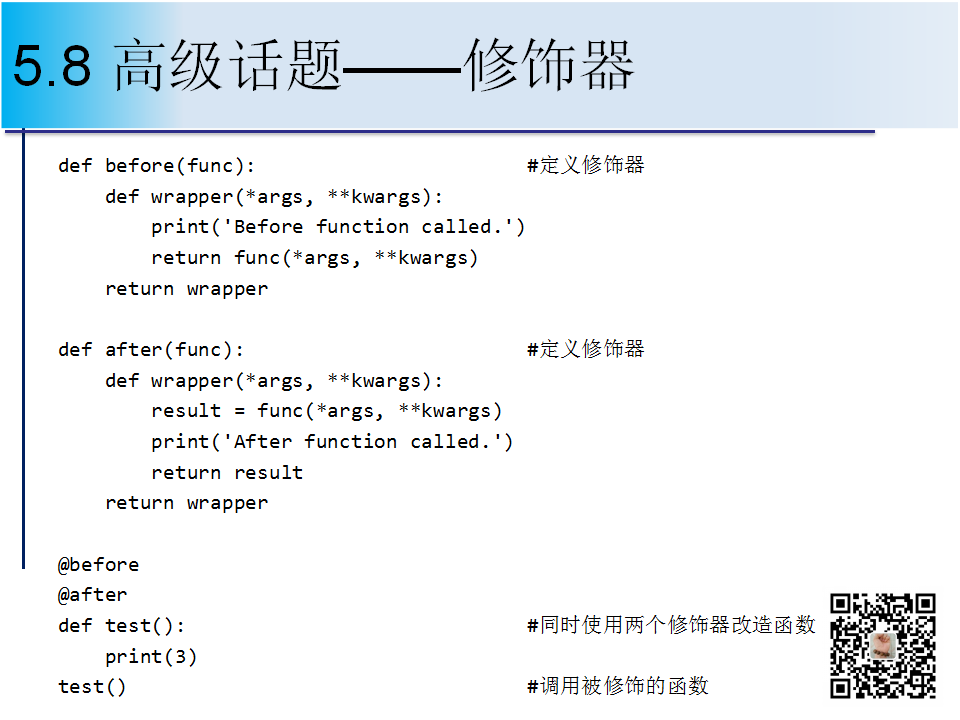 5.8 高级话题——修饰器
def before(func): #定义修饰器
    def wrapper(*args, **kwargs):
        print('Before function called.')
        return func(*args, **kwargs)
    return wrapper
def after(func): #定义修饰器
    def wrapper(*args, **kwargs):
        result = func(*args, **kwargs)
        print('After function called.')
        return result
    return wrapper
@before
@after
def test(): #同时使用两个修饰器改造函数
    print(3)
test() #调用被修饰的函数